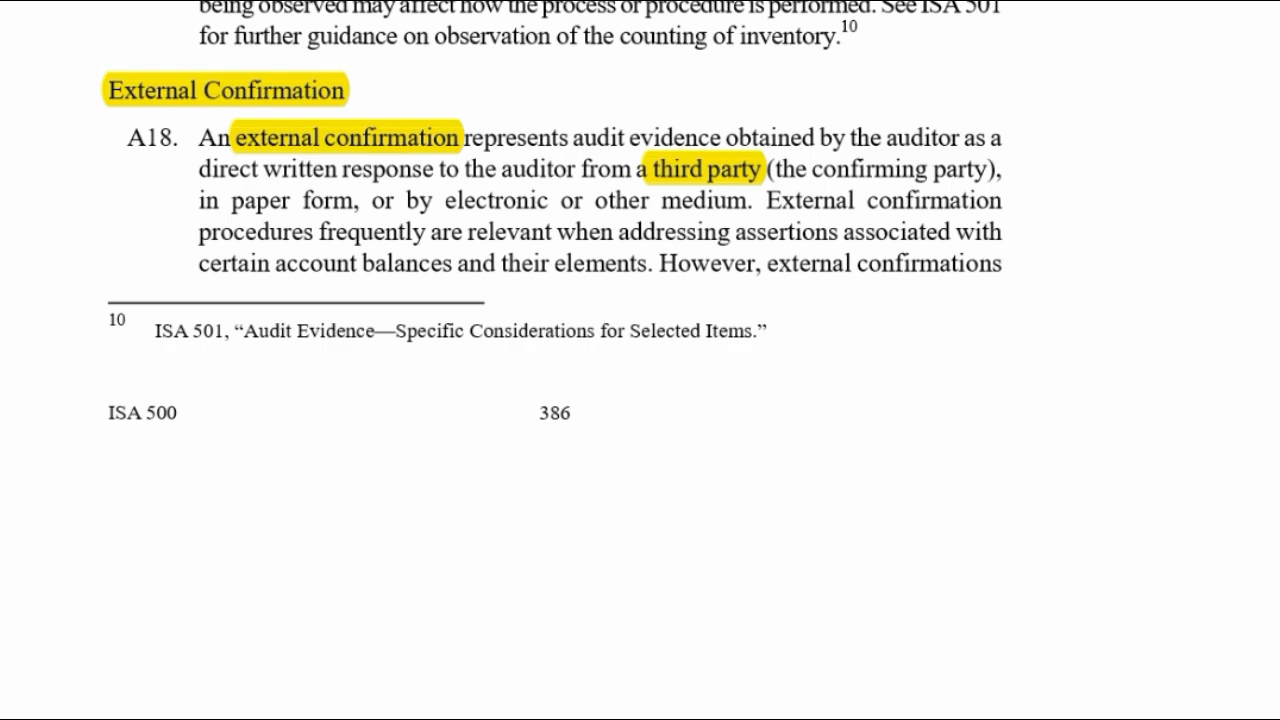 being observed may affect how the process or procedure is performed. See ISA 501
for further guidance on observation of the counting of inventory.10
External Confirmation
A18. An external confirmation represents audit evidence obtained by the auditor as a
direct written response to the auditor from a third party (the confirming party),
in paper form, or by electronic or other medium. External confirmation
procedures frequently are relevant when addressing assertions associated with
certain account balances and their elements. However, external confirmations
10 ISA 501, “Audit Evidence—Specific Considerations for Selected Items.”
ISA 500 386